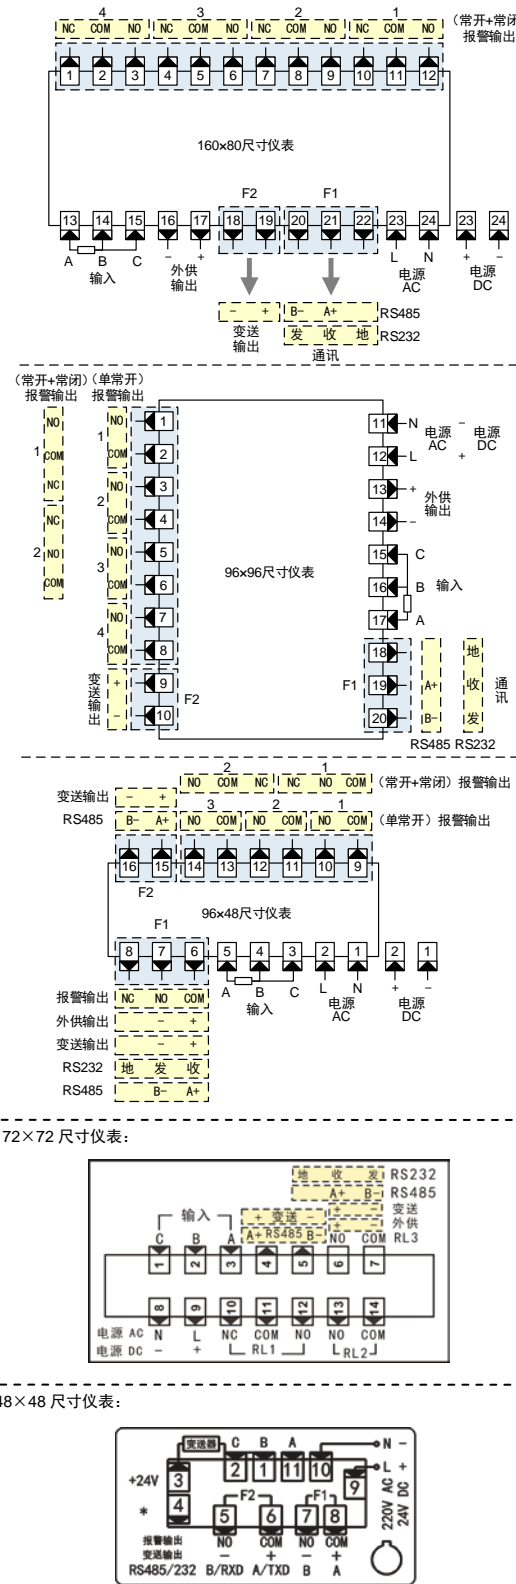 4 3 2 1
NC COM NO NC COM NO NC COM NO NC COM NO
(常开+常闭
报警输出
1 2 3 4 5 6 7 8 9 10 11 12
160×80尺寸仪表
F2 F1
13 14 15 16 17 18 19 20 21 22 23 24 23 24
A B C − + L N + −
输入 外供输出 电源AC 电源DC
− + B- A+ RS485
变送输出 发 收 地 RS232
通讯
(常开+常闭) (单常开)
报警输出 报警输出
NO NO 1 11 N 电源AC − 电源DC
1 COM 1 COM 2 12 L +
NC NO 3 13 + 外供输出
NC 2 COM 4 14 −
2 NO NO 5 15 C
COM 3 COM 6 96×96尺寸仪表 16 B 输入
NO 7 17 A
4 COM 8 18 地
变送输出 + 9 F2 F1 19 A+ 收 通讯
− 10 20 B- 发
RS485 RS232
2 1
NO COM NC NC NO COM (常开+常闭) 报警输出
变送输出 − +
3 2 1
RS485 B- A+ NO COM NO COM NO COM (单常开) 报警输出
16 15 14 13 12 11 10 9
F2
96×48尺寸仪表
F1
8 7 6 5 4 3 2 1 2 1
A B C L N + −
输入 电源AC 电源DC
报警输出 NC NO COM
外供输出 − +
变送输出 − +
RS232 地 发 收
RS485 B- A+
72×72 尺寸仪表:
地 收 发 RS232
A+ B- RS485
输入 + 变送 − + − 变送
+ − 外供
C B A A+ RS485 B- NO COM RL3
1 2 3 4 5 6 7
8 9 10 11 12 13 14
电源 AC N L NC COM NO NO COM
电源 DC − + RL1 RL2
48×48 尺寸仪表:
变送器 C B A N −
2 1 11 10 L +
+24V 3 9
* 4 F2 F1 220V AC
24V DC
5 6 7 8
报警输出 NO COM NO COM
变送输出 − + − +
RS485/232 B/RXD A/TXD B A